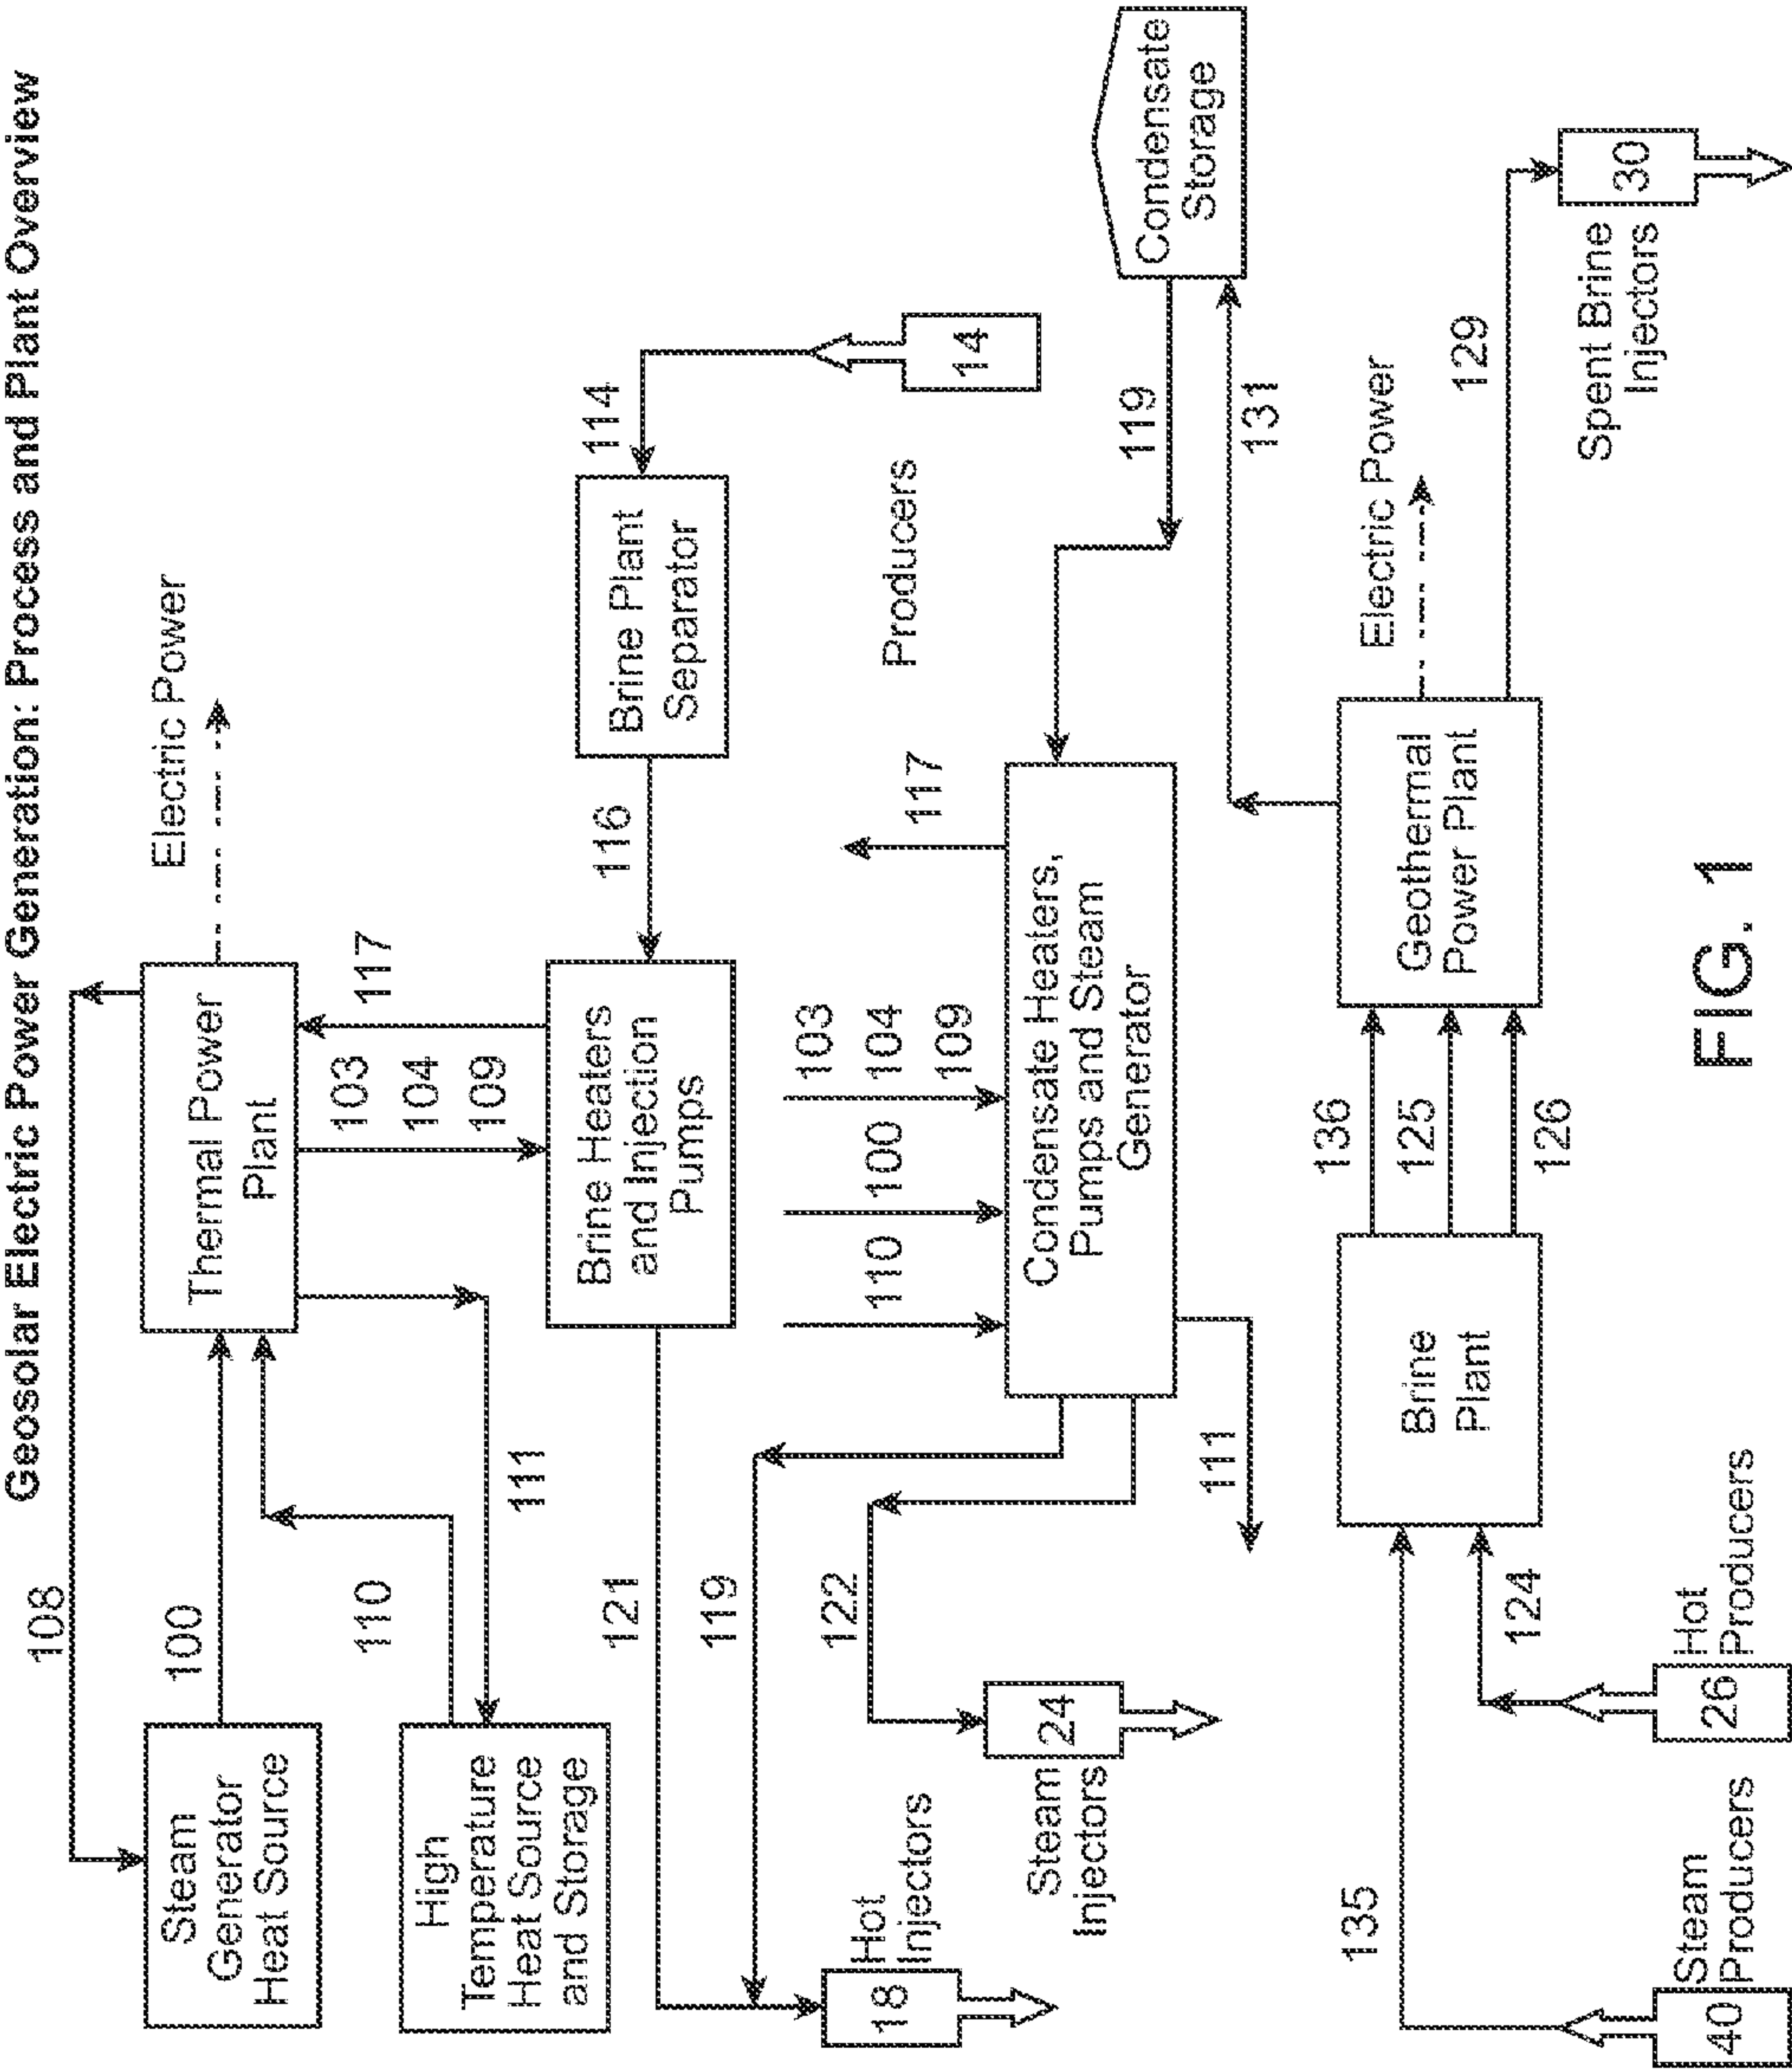 Geosolar Electric Power Generation: Process and Plant Overview
108
Steam
Generator
Heat Source
100
Thermal Power
Plant
Electric Power
High
Temperature
Heat Source
and Storage
110
111
103
104
109
117
Brine Heaters
and Injection
Pumps
116
Brine Plant
Separator
114
14
Producers
121
119
122
18
Hot
Injectors
24
Steam
Injectors
110
100
103
104
109
117
Condensate Heaters,
Pumps and Steam
Generator
111
119
131
Condensate
Storage
135
40
Steam
Producers
124
26
Hot
Producers
Brine
Plant
136
125
126
Geothermal
Power Plant
Electric Power
129
Spent Brine
Injectors
30
FIG. 1